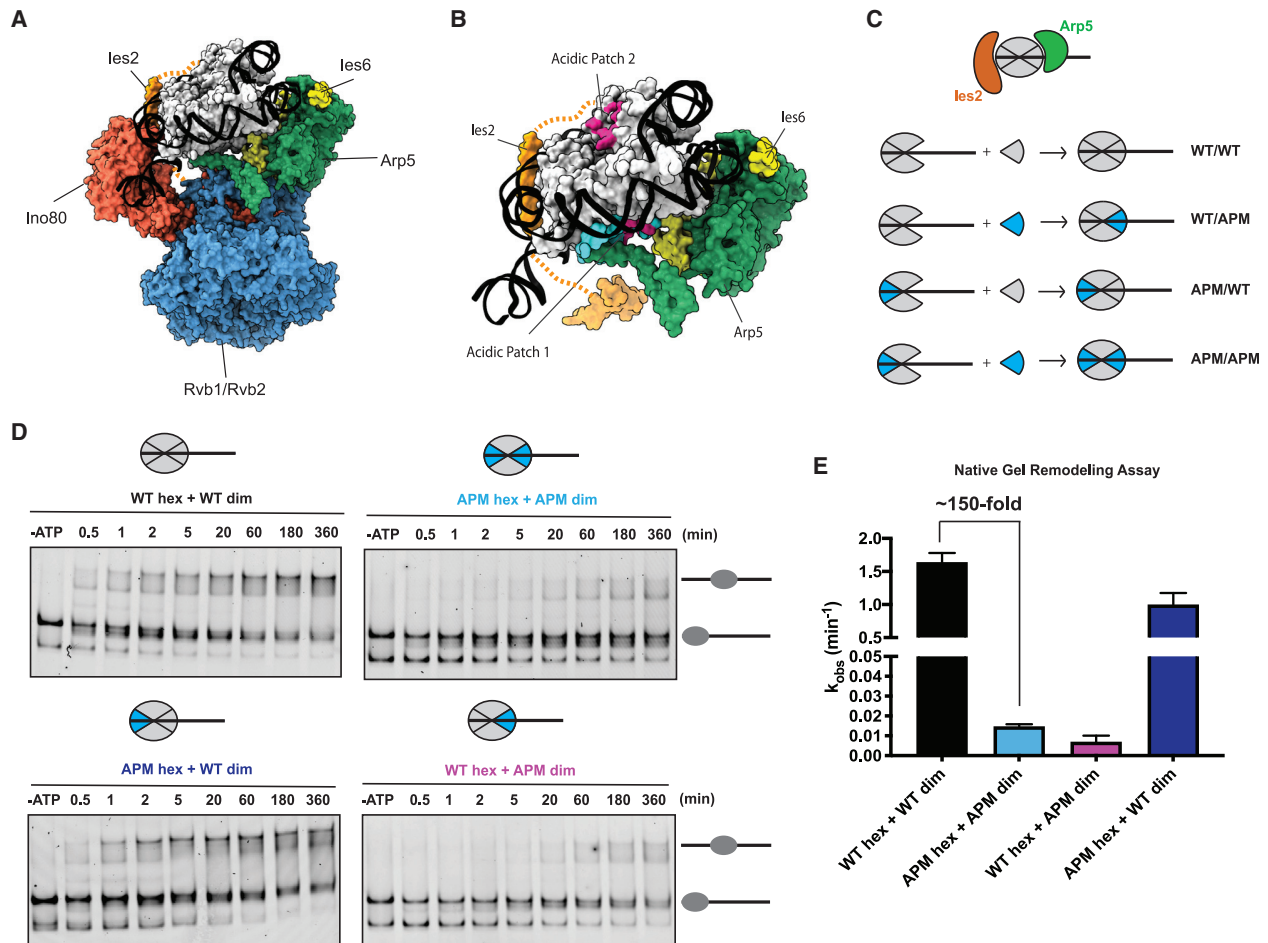 A
Ies2
Ies6
Ino80
Arp5
Rvb1/Rvb2
B
Acidic Patch 2
Ies2
Ies6
Acidic Patch 1
Arp5
C
Arp5
Ies2
+
WT/WT
+
WT/APM
+
APM/WT
+
APM/APM
D
WT hex + WT dim
-ATP 0.5 1 2 5 20 60 180 360
APM hex + APM dim
-ATP 0.5 1 2 5 20 60 180 360 (min)
APM hex + WT dim
-ATP 0.5 1 2 5 20 60 180 360
WT hex + APM dim
-ATP 0.5 1 2 5 20 60 180 360 (min)
E
Native Gel Remodeling Assay
~150-fold
kobs (min-1)
2.0
1.5
1.0
0.5
0.05
0.04
0.03
0.02
0.01
0.00
WT hex + WT dim
APM hex + APM dim
WT hex + APM dim
APM hex + WT dim